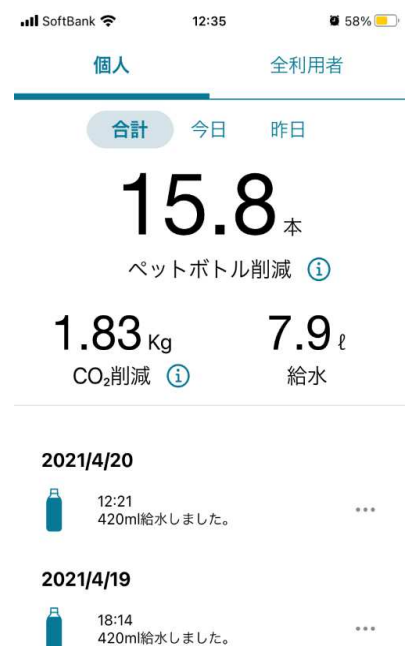 SoftBank 12:35 58%
個人 全利用者
合計 今日 昨日
15.8 本
ペットボトル削減
1.83 Kg 7.9 ℓ
CO₂削減 給水
2021/4/20
12:21
420ml給水しました。
2021/4/19
18:14
420ml給水しました。